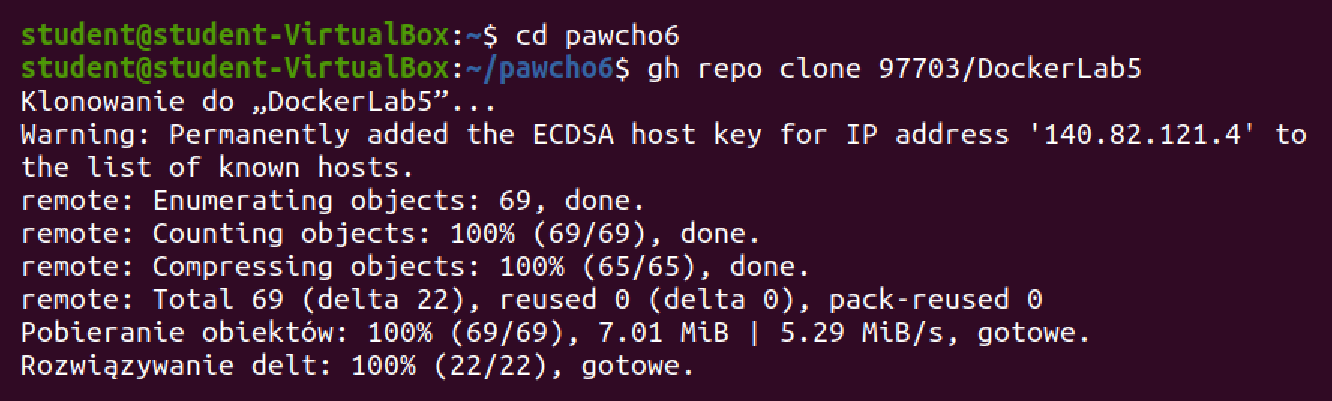 student@student-VirtualBox:~$ cd pawcho6
student@student-VirtualBox:~/pawcho6$ gh repo clone 97703/DockerLab5
Klonowanie do „DockerLab5”...
Warning: Permanently added the ECDSA host key for IP address '140.82.121.4' to
the list of known hosts.
remote: Enumerating objects: 69, done.
remote: Counting objects: 100% (69/69), done.
remote: Compressing objects: 100% (65/65), done.
remote: Total 69 (delta 22), reused 0 (delta 0), pack-reused 0
Pobieranie obiektów: 100% (69/69), 7.01 MiB | 5.29 MiB/s, gotowe.
Rozwiązywanie delt: 100% (22/22), gotowe.